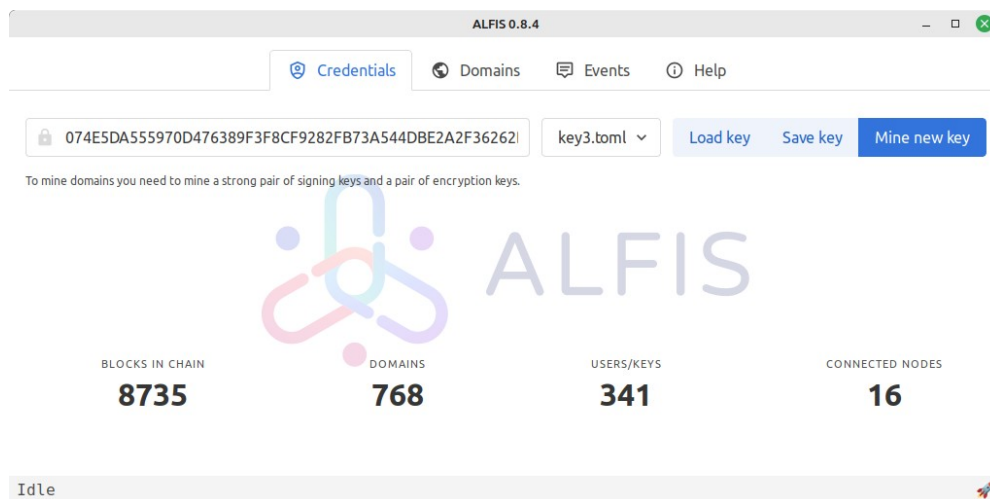 ALFIS 0.8.4
Credentials Domains Events Help
074E5DA555970D476389F3F8CF9282FB73A544DBE2A2F36262 key3.toml Load key Save key Mine new key
To mine domains you need to mine a strong pair of signing keys and a pair of encryption keys.
ALFIS
BLOCKS IN CHAIN DOMAINS USERS/KEYS CONNECTED NODES
8735 768 341 16
Idle